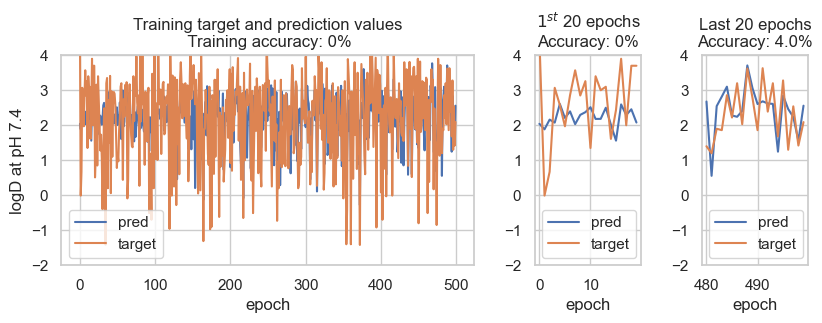 Training target and prediction values
Training accuracy: 0%
logD at pH 7.4
4
3
2
1
0
−1
−2
pred
target
0 100 200 300 400 500
epoch
1st 20 epochs
Accuracy: 0%
4
3
2
1
0
−1
−2
pred
target
0 10
epoch
Last 20 epochs
Accuracy: 4.0%
4
3
2
1
0
−1
−2
pred
target
480 490
epoch